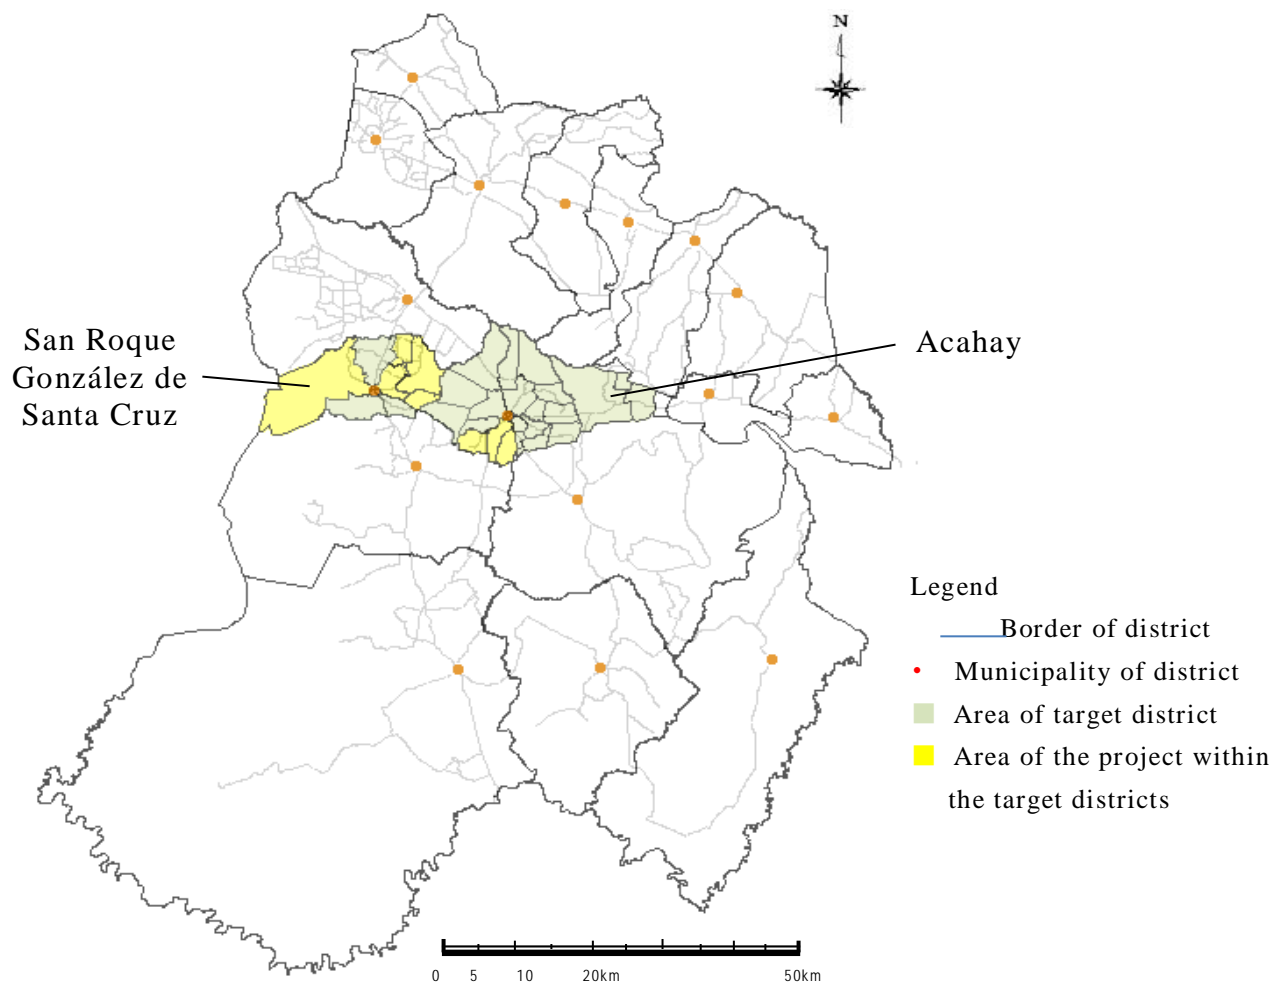 N
San Roque
González de
Santa Cruz
Acahay
Legend
Border of district
Municipality of district
Area of target district
Area of the project within
the target districts
0 5 10 20km 50km